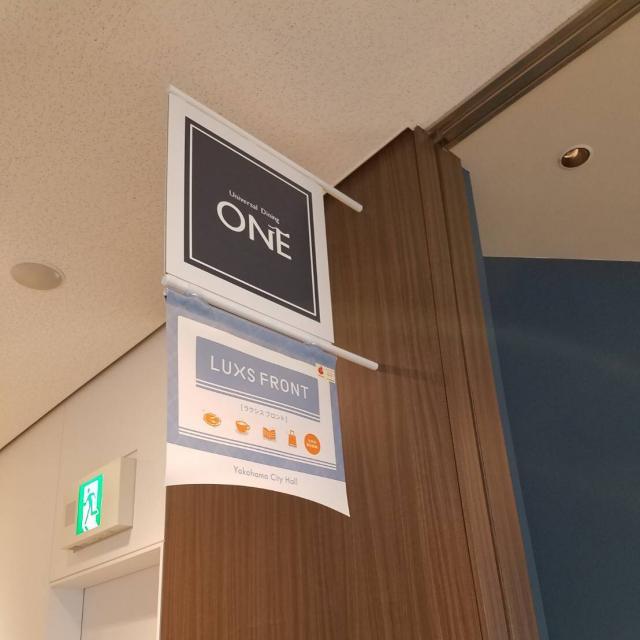 Universal Dining
ONE
LUXS FRONT
[ラクシス フロント]
Yokohama City Hall